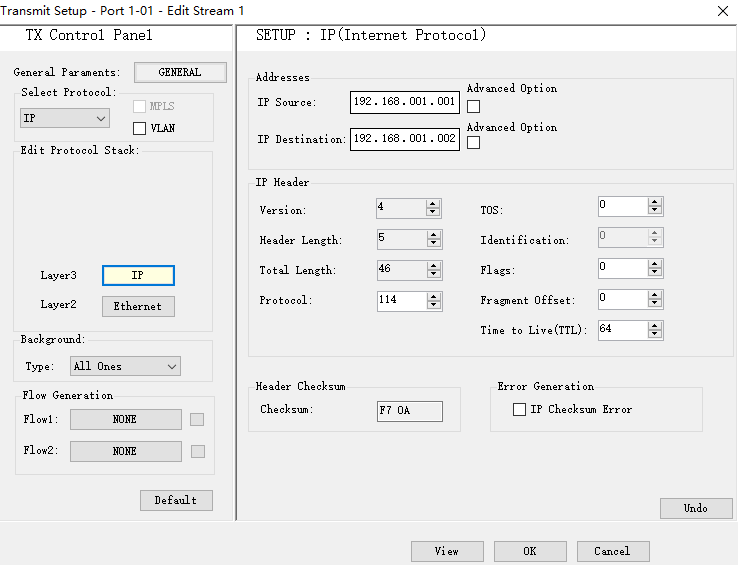 Transmit Setup - Port 1-01 - Edit Stream 1
TX Control Panel
General Paraments: GENERAL
Select Protocol:
IP
MPLS
VLAN
Edit Protocol Stack:
Layer3 IP
Layer2 Ethernet
Background:
Type: All Ones
Flow Generation
Flow1: NONE
Flow2: NONE
Default
SETUP : IP(Internet Protocol)
Addresses
IP Source: 192.168.001.001
Advanced Option
IP Destination: 192.168.001.002
Advanced Option
IP Header
Version: 4
TOS: 0
Header Length: 5
Identification: 0
Total Length: 46
Flags: 0
Protocol: 114
Fragment Offset: 0
Time to Live(TTL): 64
Header Checksum
Checksum: F7 0A
Error Generation
IP Checksum Error
Undo
View OK Cancel